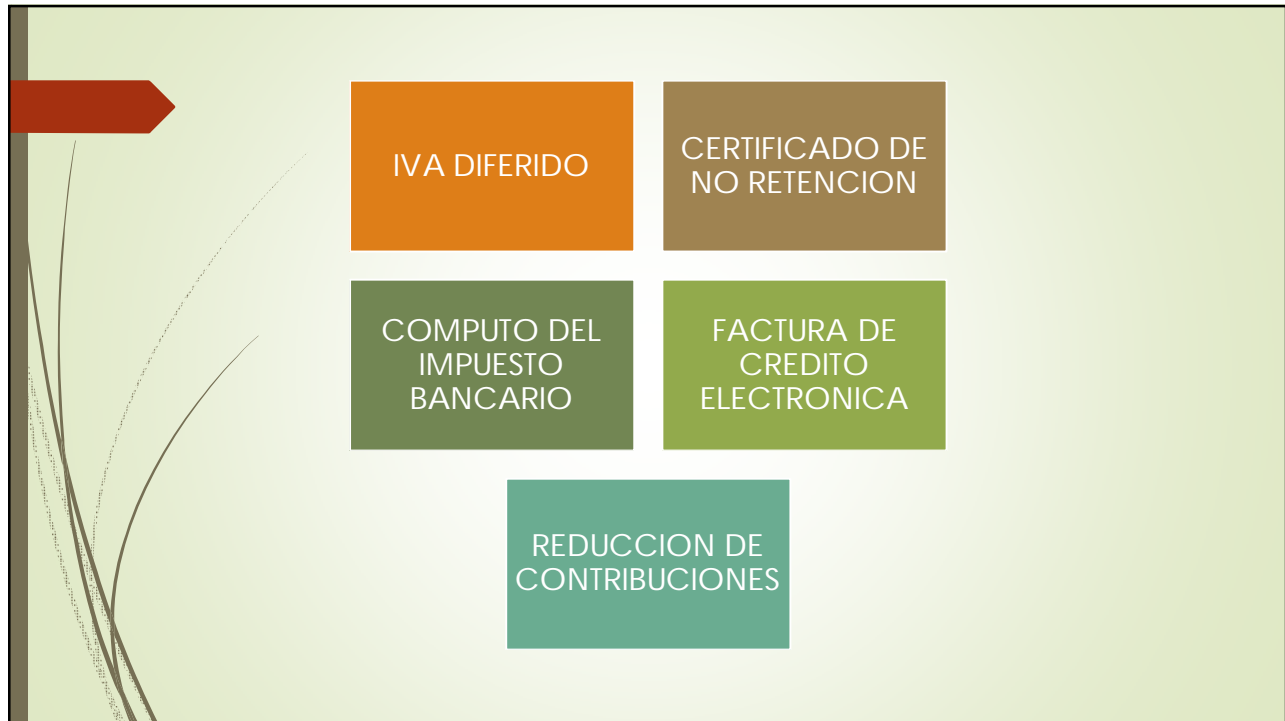 IVA DIFERIDO
CERTIFICADO DE
NO RETENCION
COMPUTO DEL
IMPUESTO
BANCARIO
FACTURA DE
CREDITO
ELECTRONICA
REDUCCION DE
CONTRIBUCIONES